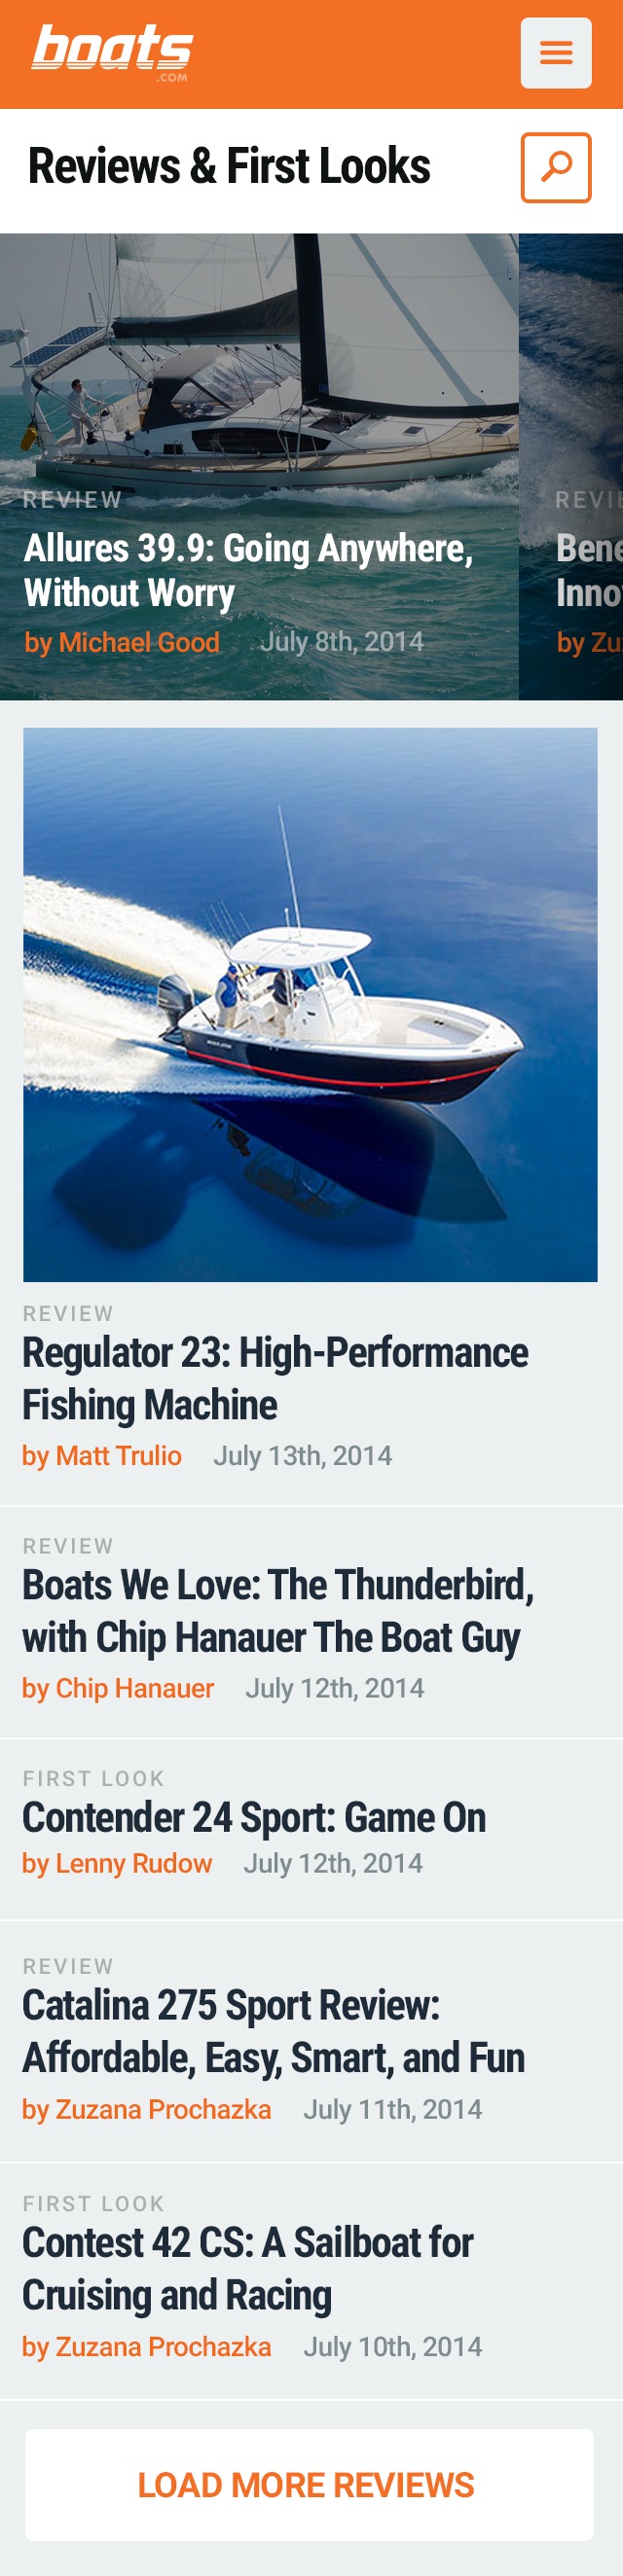 boats
.COM
Reviews & First Looks
REVIEW
Allures 39.9: Going Anywhere,
Without Worry
by Michael Good July 8th, 2014
REVIEW
Regulator 23: High-Performance
Fishing Machine
by Matt Trulio July 13th, 2014
REVIEW
Boats We Love: The Thunderbird,
with Chip Hanauer The Boat Guy
by Chip Hanauer July 12th, 2014
FIRST LOOK
Contender 24 Sport: Game On
by Lenny Rudow July 12th, 2014
REVIEW
Catalina 275 Sport Review:
Affordable, Easy, Smart, and Fun
by Zuzana Prochazka July 11th, 2014
FIRST LOOK
Contest 42 CS: A Sailboat for
Cruising and Racing
by Zuzana Prochazka July 10th, 2014
LOAD MORE REVIEWS